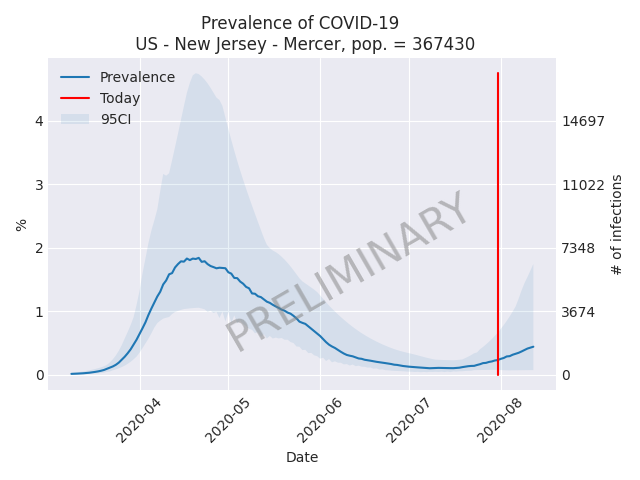 Prevalence of COVID-19
US - New Jersey - Mercer, pop. = 367430
Prevalence
Today
95CI
4
3
2
1
0
%
14697
11022
7348
3674
0
# of infections
PRELIMINARY
2020-04
2020-05
2020-06
2020-07
2020-08
Date